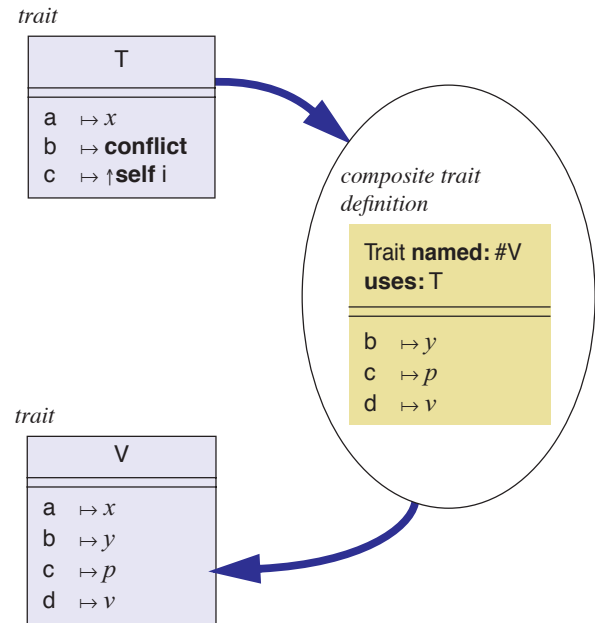 trait
T
a ↦ x
b ↦ conflict
c ↦ ↑self i
composite trait
definition
Trait named: #V
uses: T
b ↦ y
c ↦ p
d ↦ v
trait
V
a ↦ x
b ↦ y
c ↦ p
d ↦ v